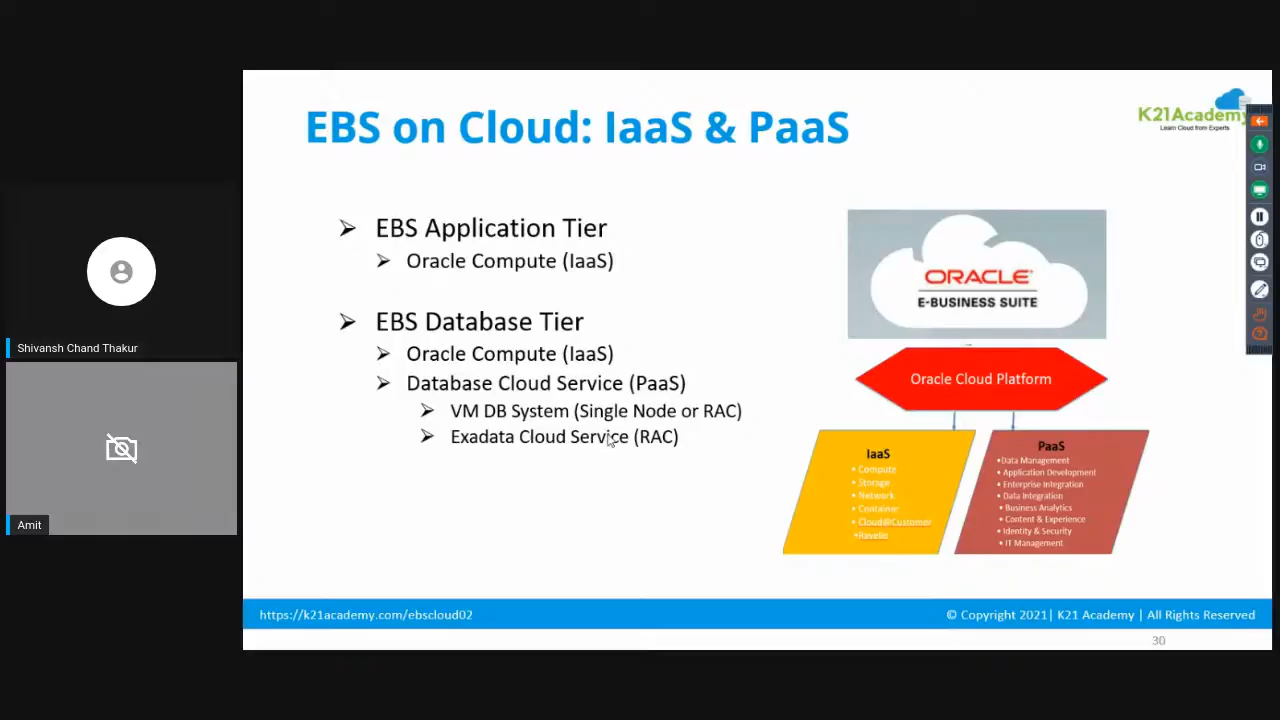 EBS on Cloud: IaaS & PaaS
K21Academy
Learn Cloud from Experts
➢ EBS Application Tier
➢ Oracle Compute (IaaS)
➢ EBS Database Tier
➢ Oracle Compute (IaaS)
➢ Database Cloud Service (PaaS)
➢ VM DB System (Single Node or RAC)
➢ Exadata Cloud Service (RAC)
ORACLE
E-BUSINESS SUITE
Oracle Cloud Platform
IaaS
• Compute
• Storage
• Network
• Container
• Cloud@Customer
•Ravello
PaaS
•Data Management
• Application Development
• Enterprise Integration
• Data Integration
• Business Analytics
• Content & Experience
• Identity & Security
• IT Management
https://k21academy.com/ebscloud02
© Copyright 2021| K21 Academy | All Rights Reserved
30
Shivansh Chand Thakur
Amit